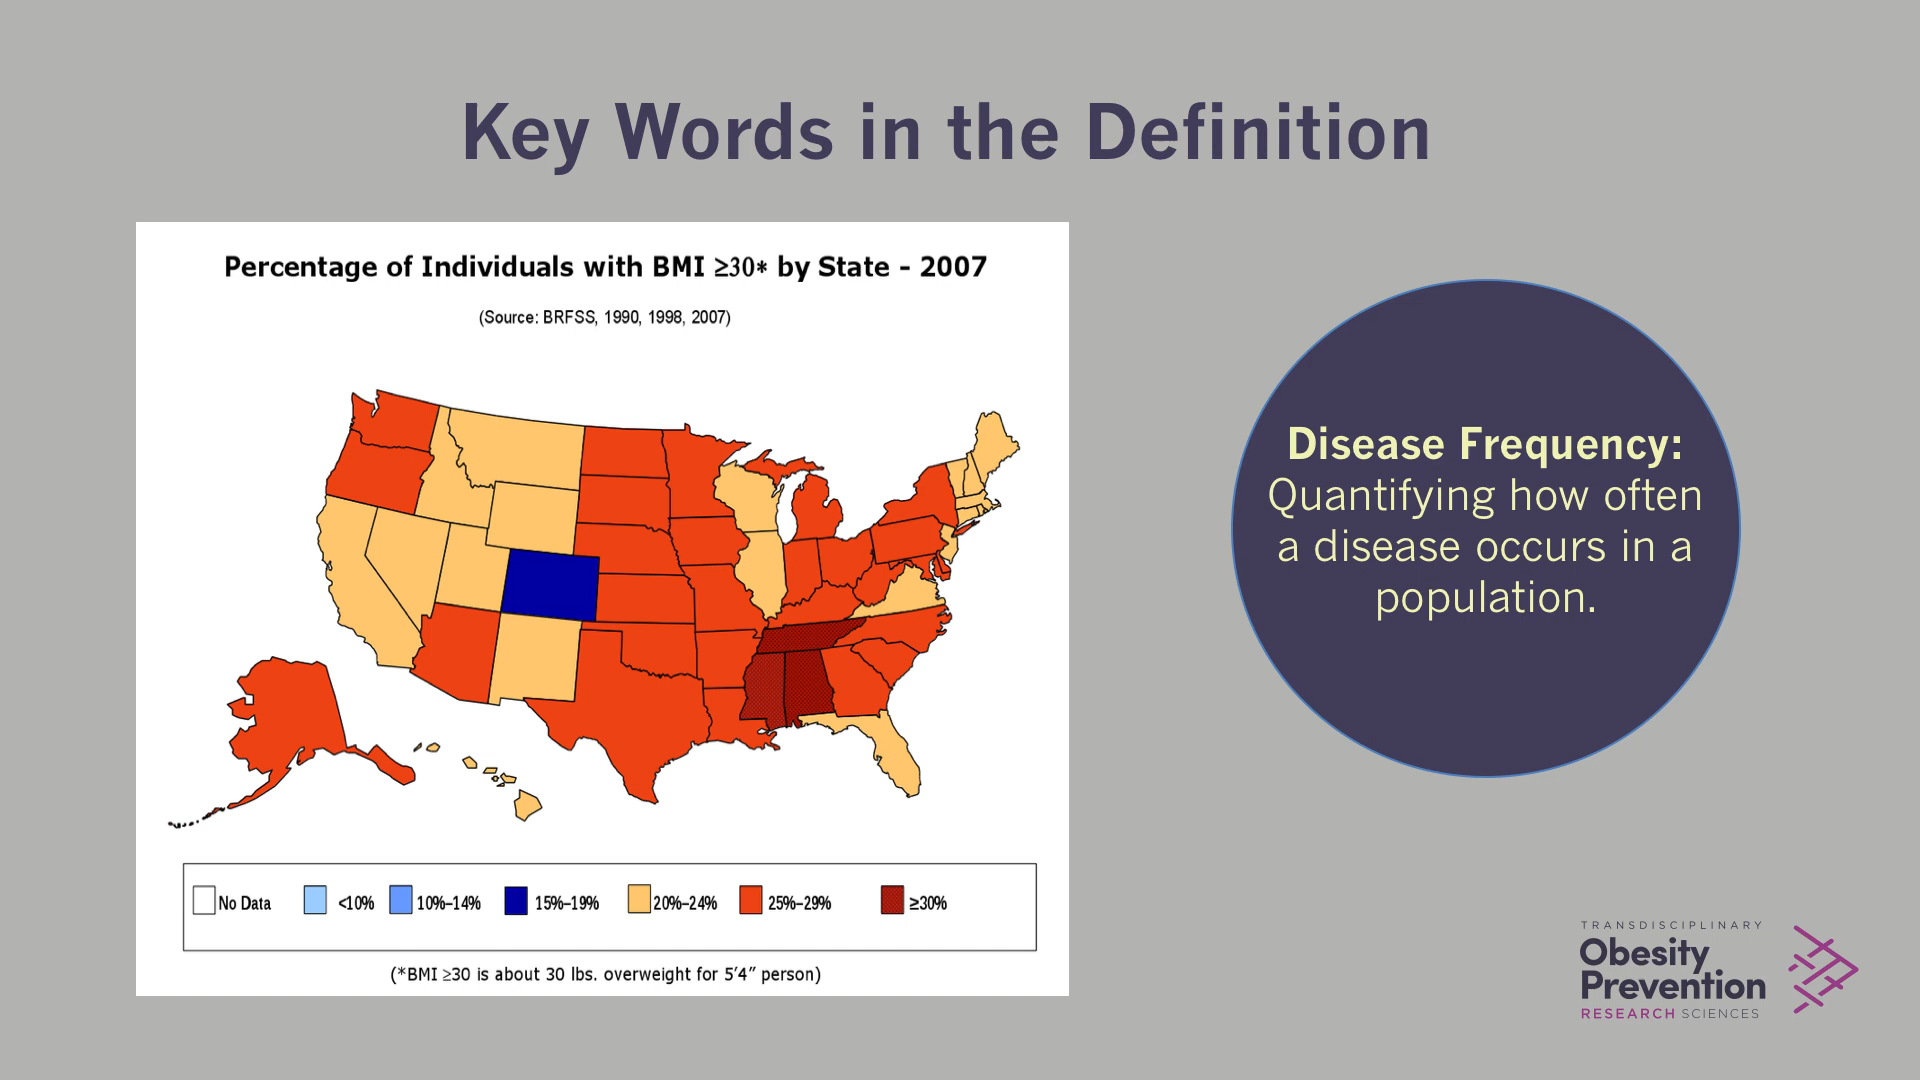 Key Words in the Definition
Percentage of Individuals with BMI ≥30* by State – 2007
(Source: BRFSS, 1990, 1998, 2007)
No Data <10% 10%–14% 15%–19% 20%–24% 25%–29% ≥30%
(*BMI ≥30 is about 30 lbs. overweight for 5’4” person)
Disease Frequency:
Quantifying how often
a disease occurs in a
population.
TRANSDISCIPLINARY
Obesity
Prevention
RESEARCH SCIENCES